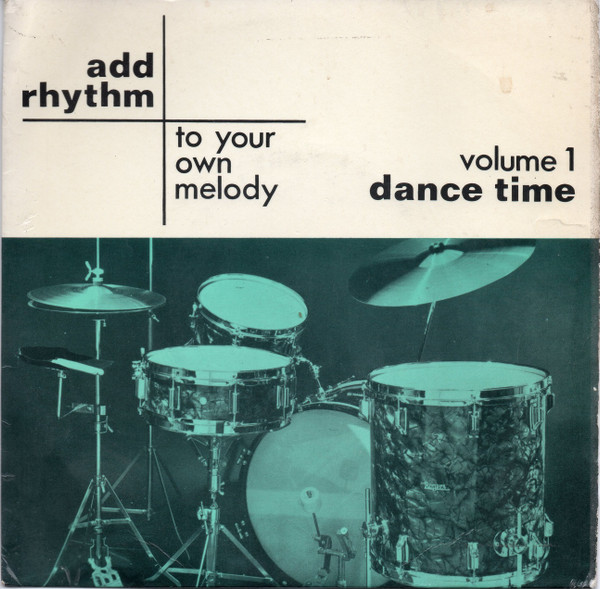 add
rhythm
to your
own
melody
volume 1
dance time